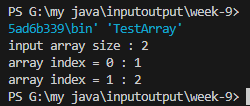 PS G:\my java\inputoutput\week-9>
5ad6b339\bin' 'TestArray'
input array size : 2
array index = 0 : 1
array index = 1 : 2
PS G:\my java\inputoutput\week-9>